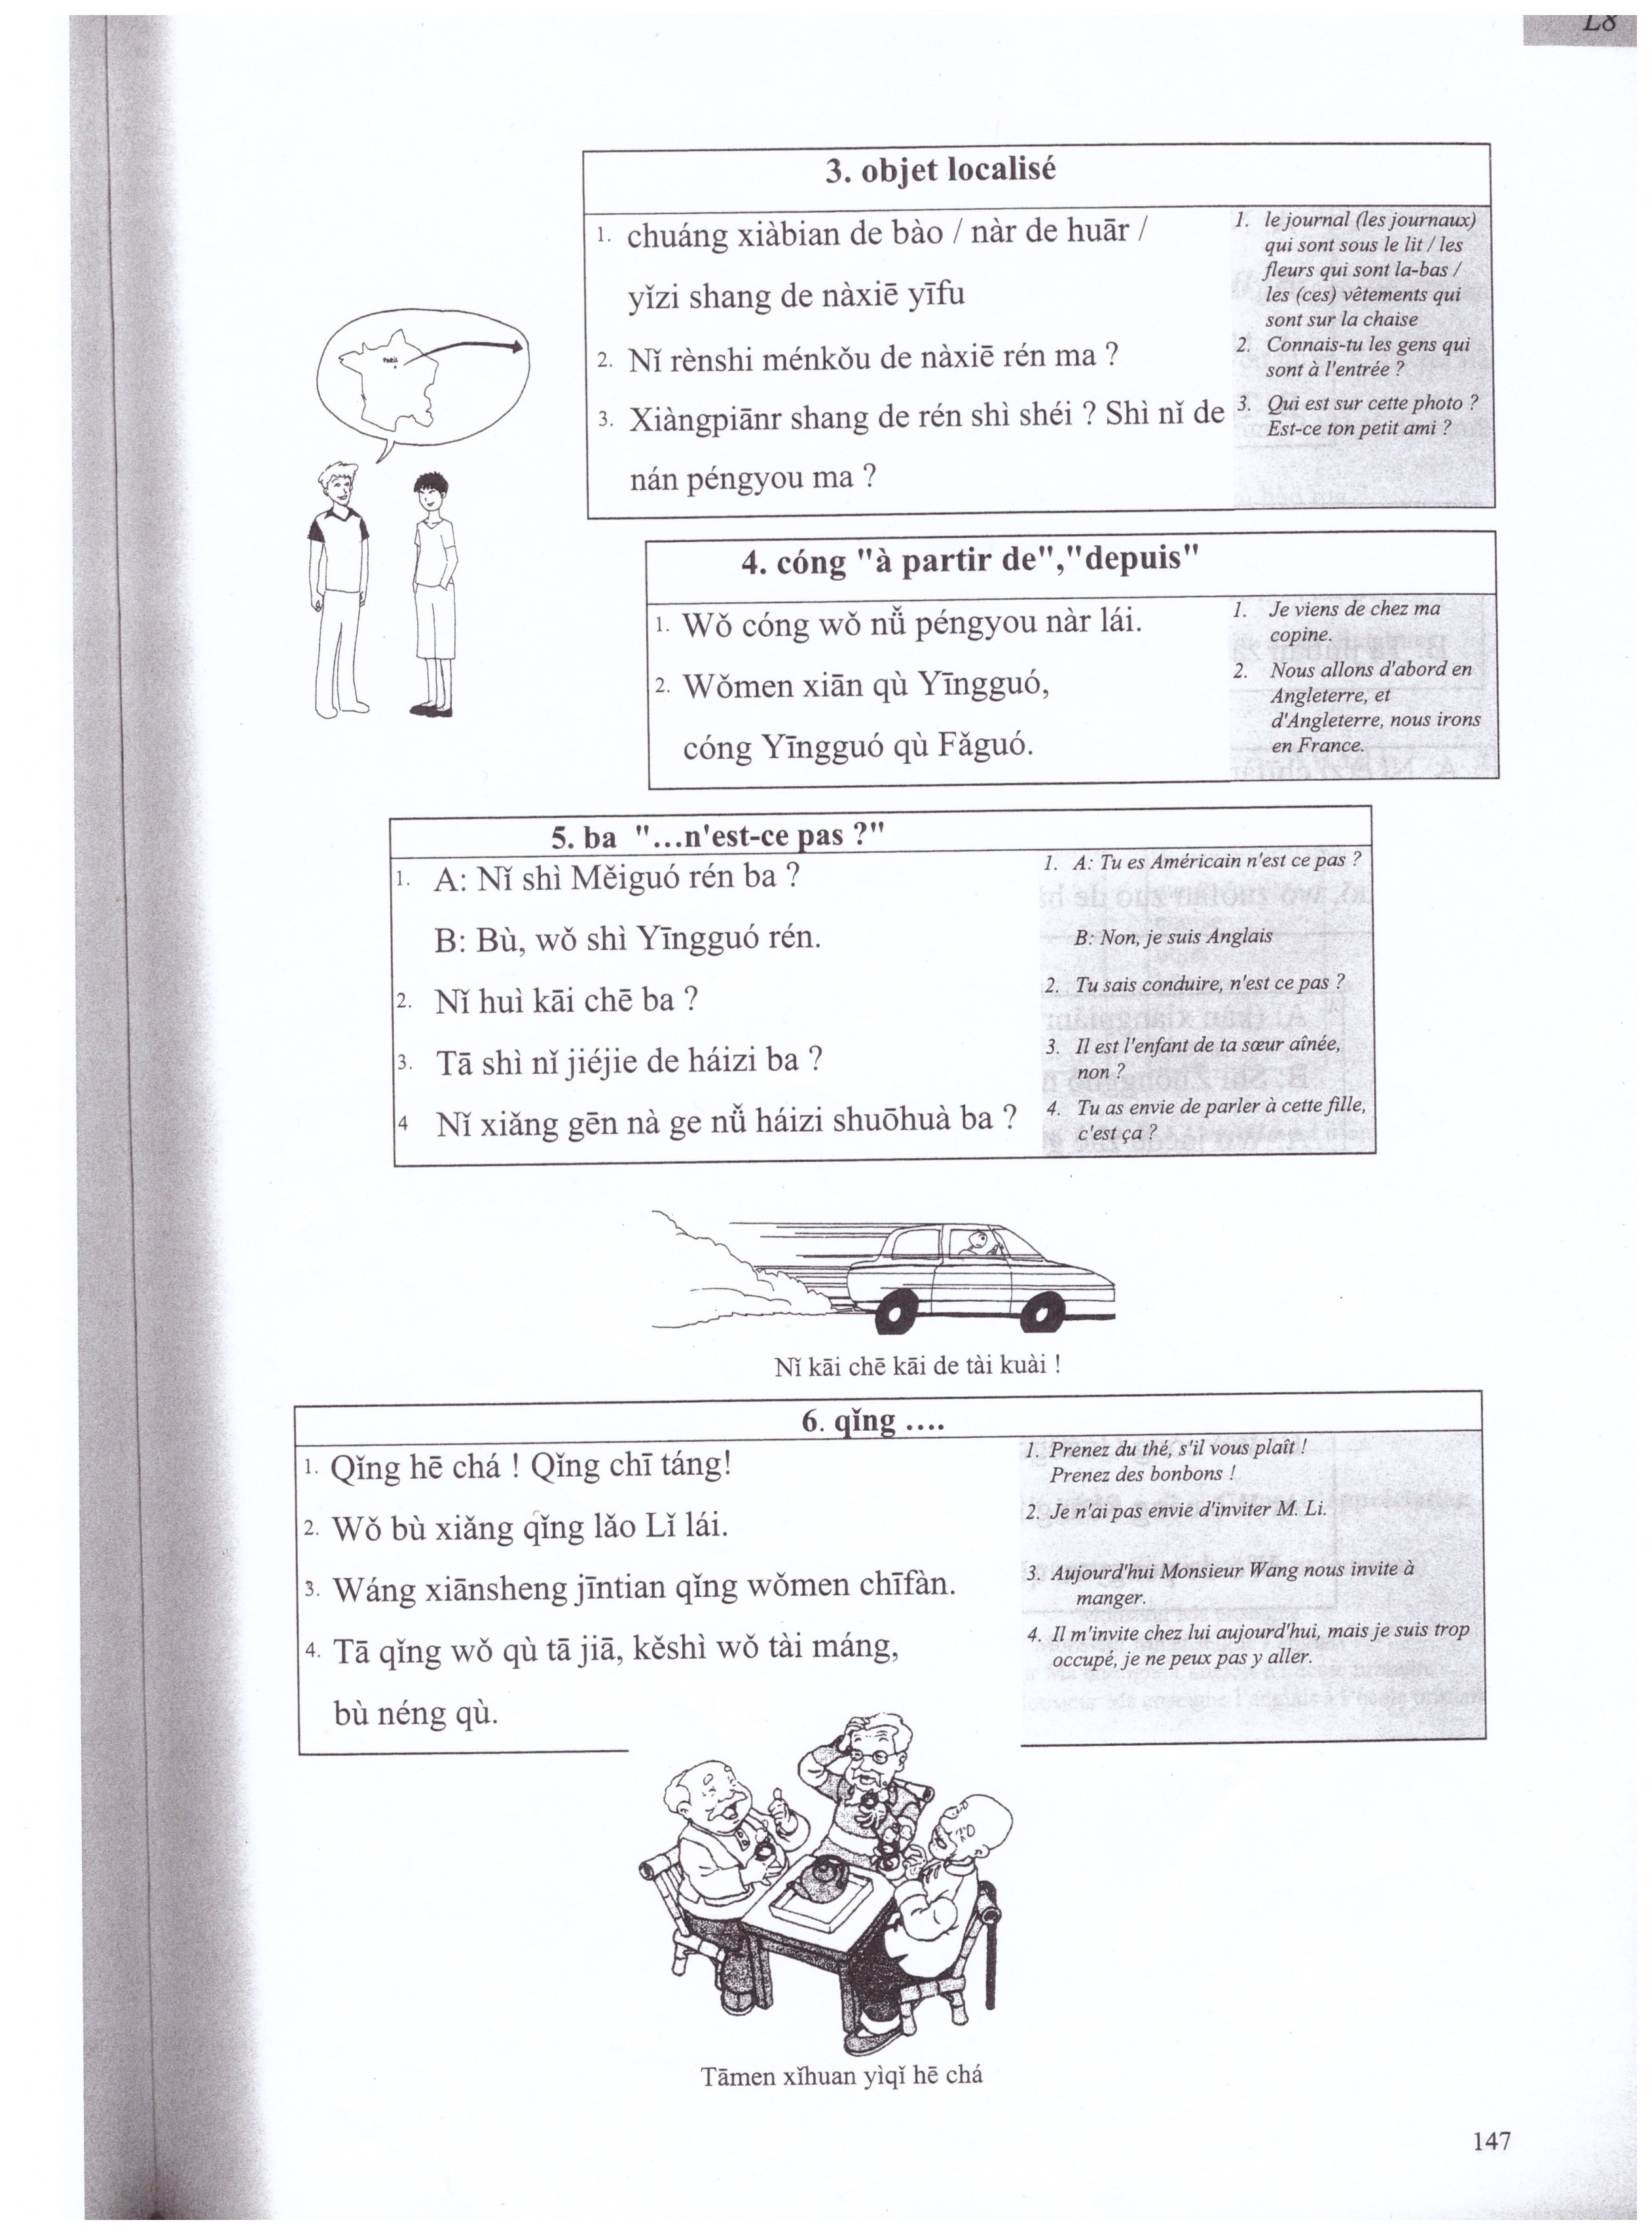 L8
3. objet localisé
1. chuáng xiàbian de bào / nàr de huār /
yǐzi shang de nàxiē yīfu
2. Nǐ rènshi ménkǒu de nàxiē rén ma ?
3. Xiàngpiānr shang de rén shì shéi ? Shì nǐ de
nán péngyou ma ?
1. le journal (les journaux)
qui sont sous le lit / les
fleurs qui sont la-bas /
les (ces) vêtements qui
sont sur la chaise
2. Connais-tu les gens qui
sont à l'entrée ?
3. Qui est sur cette photo ?
Est-ce ton petit ami ?
4. cóng "à partir de","depuis"
1. Wǒ cóng wǒ nǚ péngyou nàr lái.
2. Wǒmen xiān qù Yīngguó,
cóng Yīngguó qù Fǎguó.
1. Je viens de chez ma
copine.
2. Nous allons d'abord en
Angleterre, et
d'Angleterre, nous irons
en France.
5. ba "...n'est-ce pas ?"
1. A: Nǐ shì Měiguó rén ba ?
B: Bù, wǒ shì Yīngguó rén.
2. Nǐ huì kāi chē ba ?
3. Tā shì nǐ jiéjie de háizi ba ?
4 Nǐ xiǎng gēn nà ge nǚ háizi shuōhuà ba ?
1. A: Tu es Américain n'est ce pas ?
B: Non, je suis Anglais
2. Tu sais conduire, n'est ce pas ?
3. Il est l'enfant de ta sœur aînée,
non ?
4. Tu as envie de parler à cette fille,
c'est ça ?
Nǐ kāi chē kāi de tài kuài !
6. qǐng ....
1. Qǐng hē chá ! Qǐng chī táng!
2. Wǒ bù xiǎng qǐng lǎo Lǐ lái.
3. Wáng xiānsheng jīntian qǐng wǒmen chīfàn.
4. Tā qǐng wǒ qù tā jiā, kěshì wǒ tài máng,
bù néng qù.
1. Prenez du thé, s'il vous plaît !
Prenez des bonbons !
2. Je n'ai pas envie d'inviter M. Li.
3. Aujourd'hui Monsieur Wang nous invite à
manger.
4. Il m'invite chez lui aujourd'hui, mais je suis trop
occupé, je ne peux pas y aller.
Tāmen xǐhuan yìqǐ hē chá
147